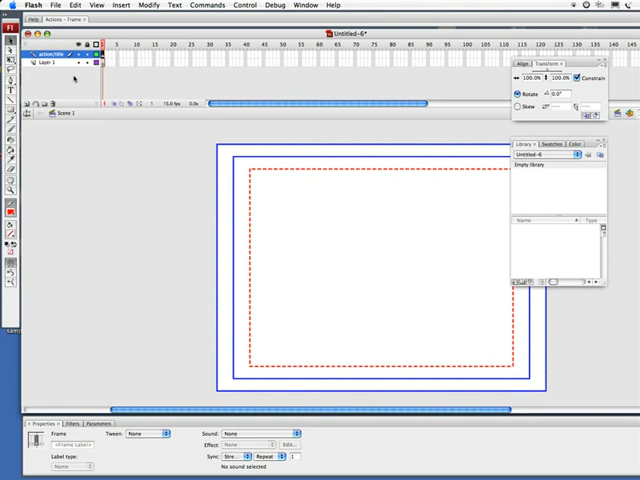 Flash File Edit View Insert Modify Text Commands Control Debug Window Help
Help Actions - Frame
Untitled-6*
Fl
1 5 10 15 20 25 30 35 40 45 50 55 60 65 70 75 80 85 90 95 100 105 110 115 120 125 130 135 140 145
action/title
Layer 1
Align Transform
100.0% 100.0% Constrain
Rotate 0.0°
Skew
1 15.0 fps 0.0s
Scene 1
Library Swatches Color
Untitled-6
Empty library
Name Type
Properties Filters Parameters
Frame Tween: None Sound: None
<Frame Label> Effect: None Edit...
Label type: Sync: Stre... Repeat 1
Name No sound selected